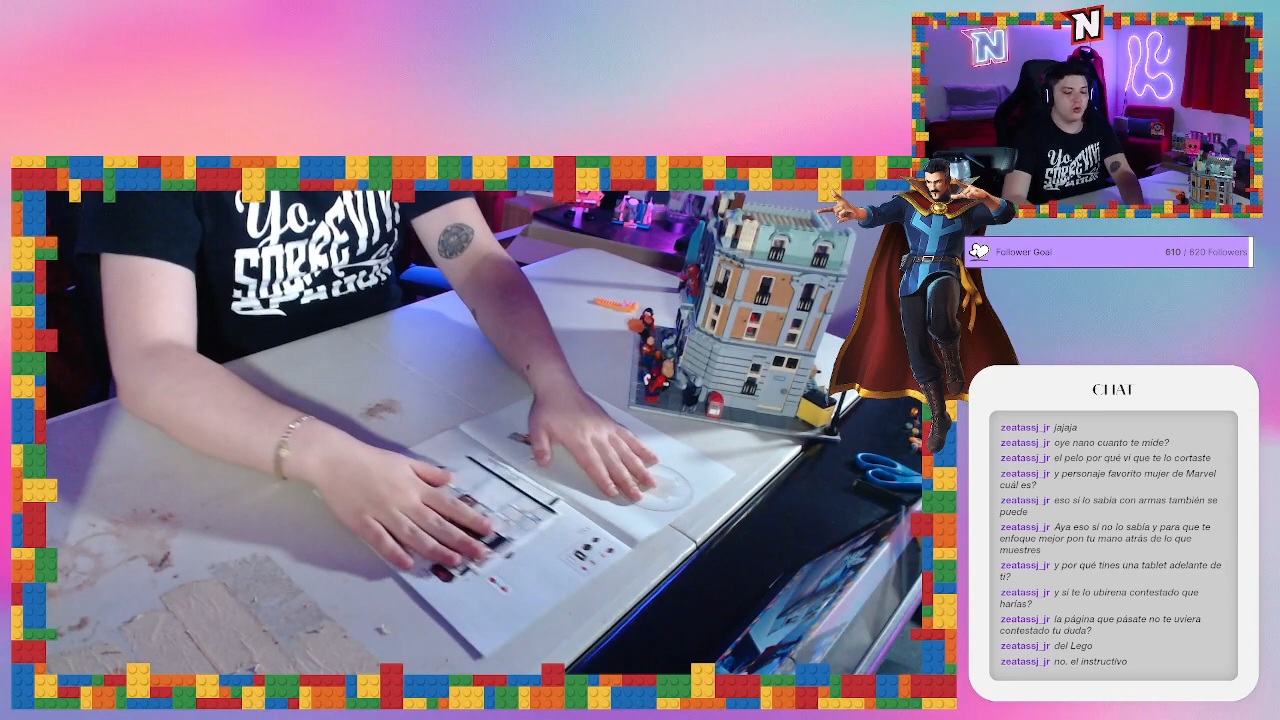 N
N
Yo
SOBREVIVÍ
Yo
SOBREVIVÍ
Follower Goal
610 / 620 Followers
CHAT
zeatassj_jr jajaja
zeatassj_jr oye nano cuanto te mide?
zeatassj_jr el pelo por qué vi que te lo cortaste
zeatassj_jr y personaje favorito mujer de Marvel
cuál es?
zeatassj_jr eso si lo sabía con armas también se
puede
zeatassj_jr Aya eso si no lo sabía y para que te
enfoque mejor pon tu mano atrás de lo que
muestres
zeatassj_jr y por qué tines una tablet adelante de
ti?
zeatassj_jr y si te lo ubirena contestado que
harías?
zeatassj_jr la página que pásate no te uviera
contestado tu duda?
zeatassj_jr del Lego
zeatassj_jr no. el instructivo